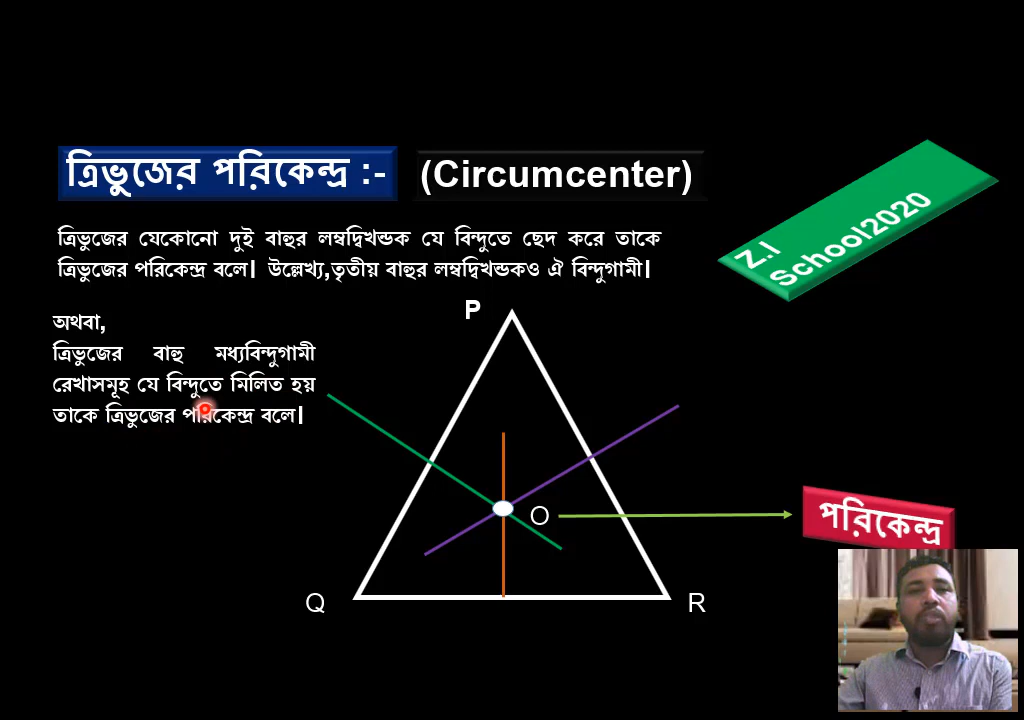 ত্রিভুজের পরিকেন্দ্র :- (Circumcenter)
Z.I
School2020
ত্রিভুজের যেকোনো দুই বাহুর লম্বদ্বিখন্ডক যে বিন্দুতে ছেদ করে তাকে
ত্রিভুজের পরিকেন্দ্র বলে। উল্লেখ্য,তৃতীয় বাহুর লম্বদ্বিখন্ডকও ঐ বিন্দুগামী।
অথবা,
ত্রিভুজের বাহু মধ্যবিন্দুগামী
রেখাসমূহ যে বিন্দুতে মিলিত হয়
তাকে ত্রিভুজের পরিকেন্দ্র বলে।
P
O
পরিকেন্দ্র
Q
R